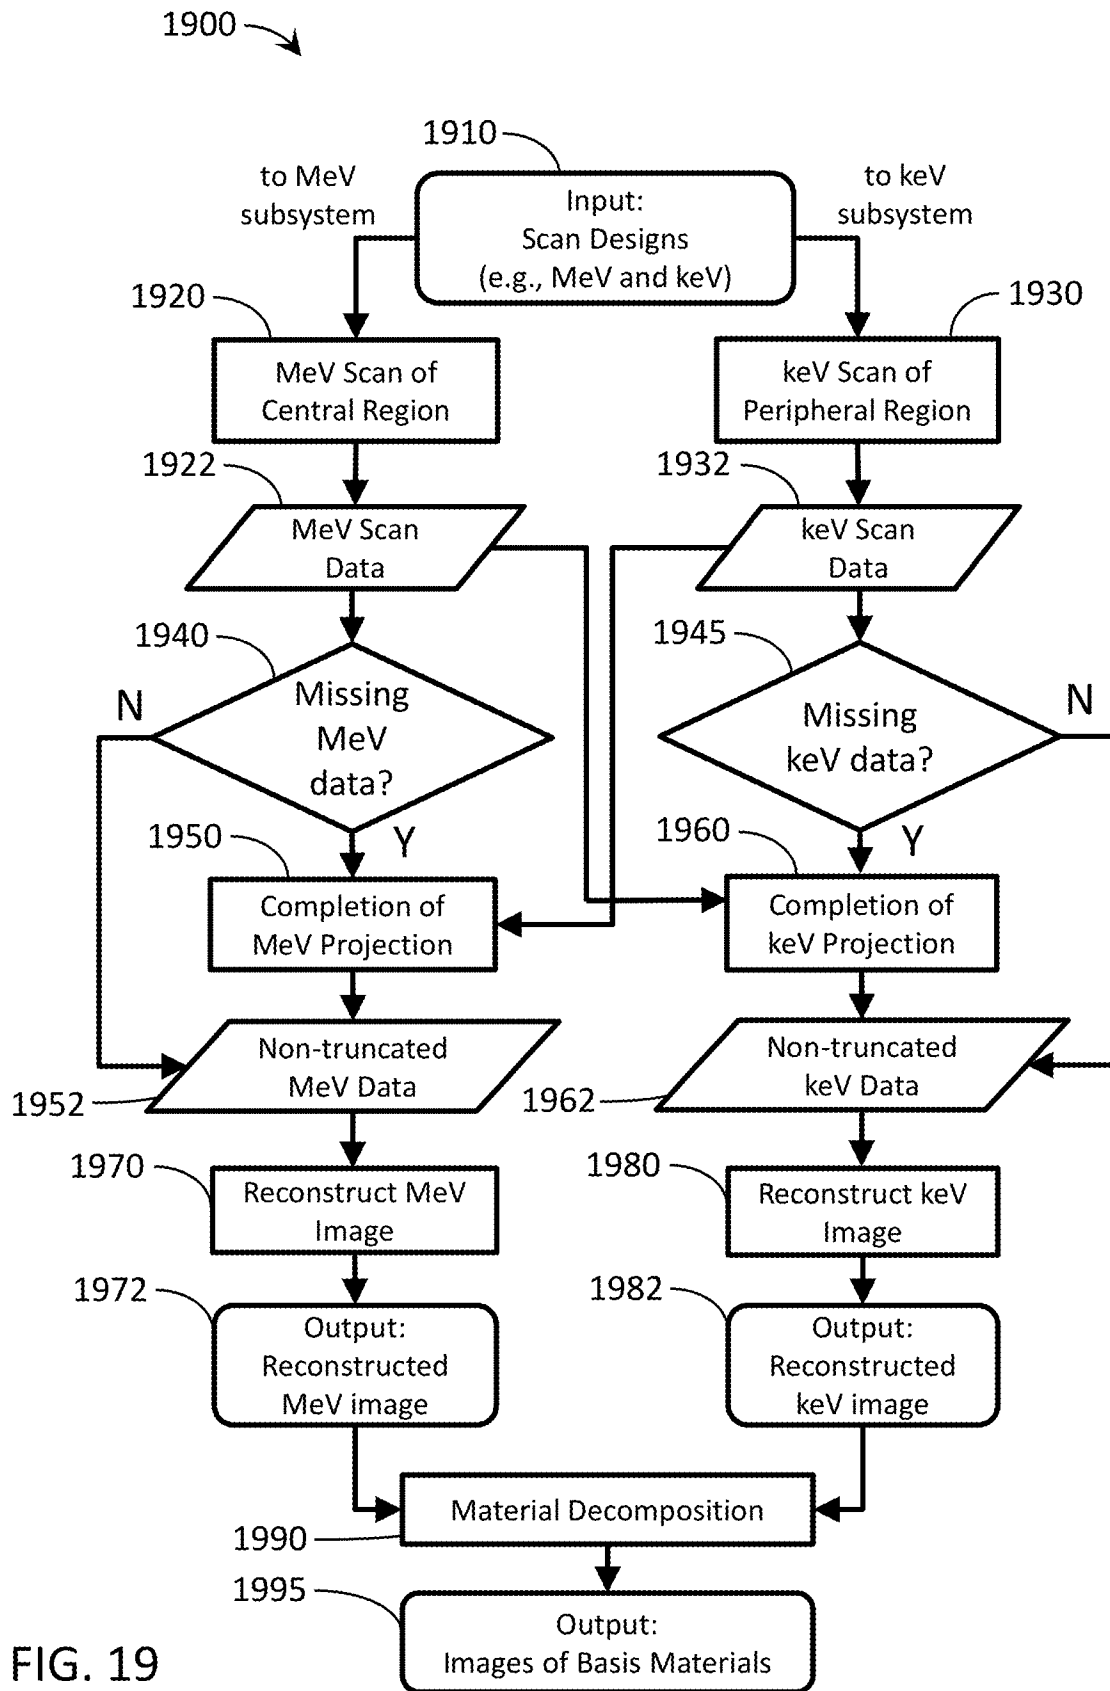 1900
1910
to MeV
subsystem
Input:
Scan Designs
(e.g., MeV and keV)
to keV
subsystem
1920
MeV Scan of
Central Region
1930
keV Scan of
Peripheral Region
1922
MeV Scan
Data
1932
keV Scan
Data
1940
Missing
MeV
data?
N
Y
1945
Missing
keV data?
N
Y
1950
Completion of
MeV Projection
1960
Completion of
keV Projection
Non-truncated
MeV Data
1952
Non-truncated
keV Data
1962
1970
Reconstruct MeV
Image
1980
Reconstruct keV
Image
1972
Output:
Reconstructed
MeV image
1982
Output:
Reconstructed
keV image
Material Decomposition
1990
1995
Output:
Images of Basis Materials
FIG. 19